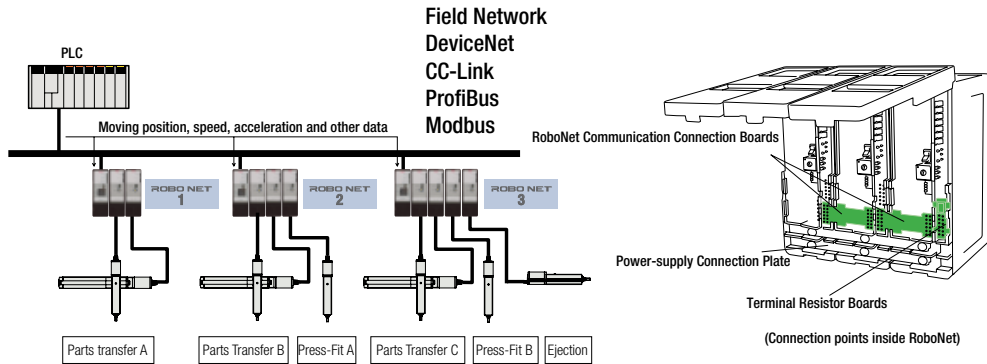 Field Network
DeviceNet
CC-Link
ProfiBus
Modbus
PLC
Moving position, speed, acceleration and other data
ROBO NET
1
ROBO NET
2
ROBO NET
3
Parts transfer A
Parts Transfer B
Press-Fit A
Parts Transfer C
Press-Fit B
Ejection
RoboNet Communication Connection Boards
Power-supply Connection Plate
Terminal Resistor Boards
(Connection points inside RoboNet)